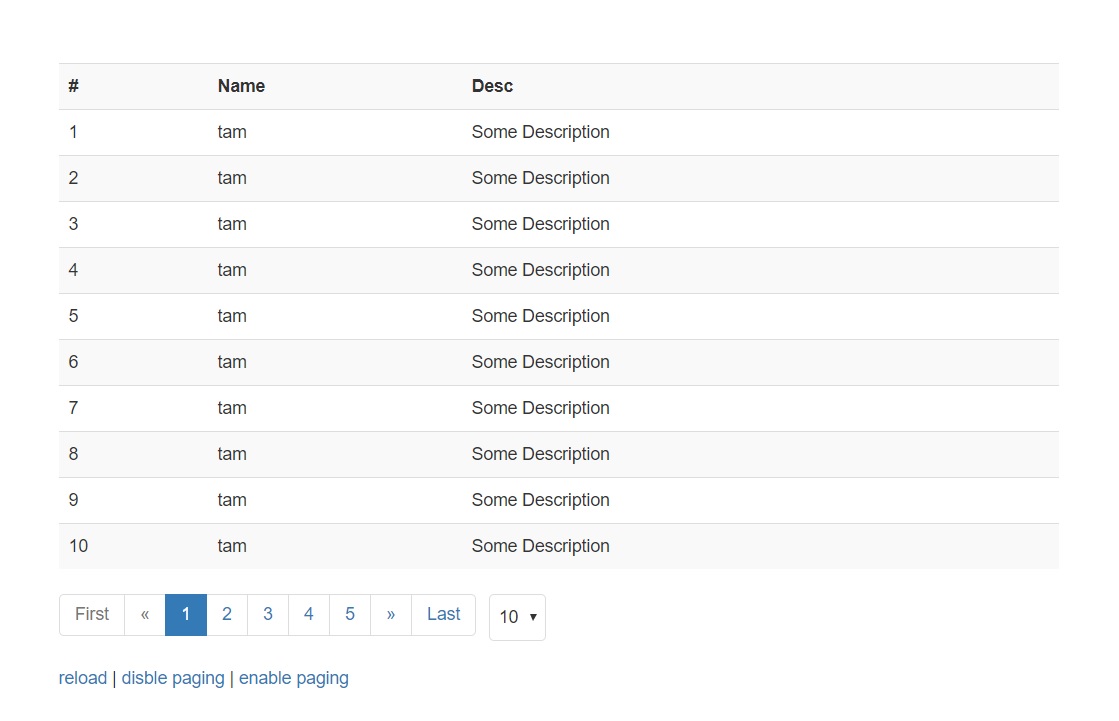 # Name Desc
1 tam Some Description
2 tam Some Description
3 tam Some Description
4 tam Some Description
5 tam Some Description
6 tam Some Description
7 tam Some Description
8 tam Some Description
9 tam Some Description
10 tam Some Description
First « 1 2 3 4 5 » Last 10 ▾
reload | disble paging | enable paging